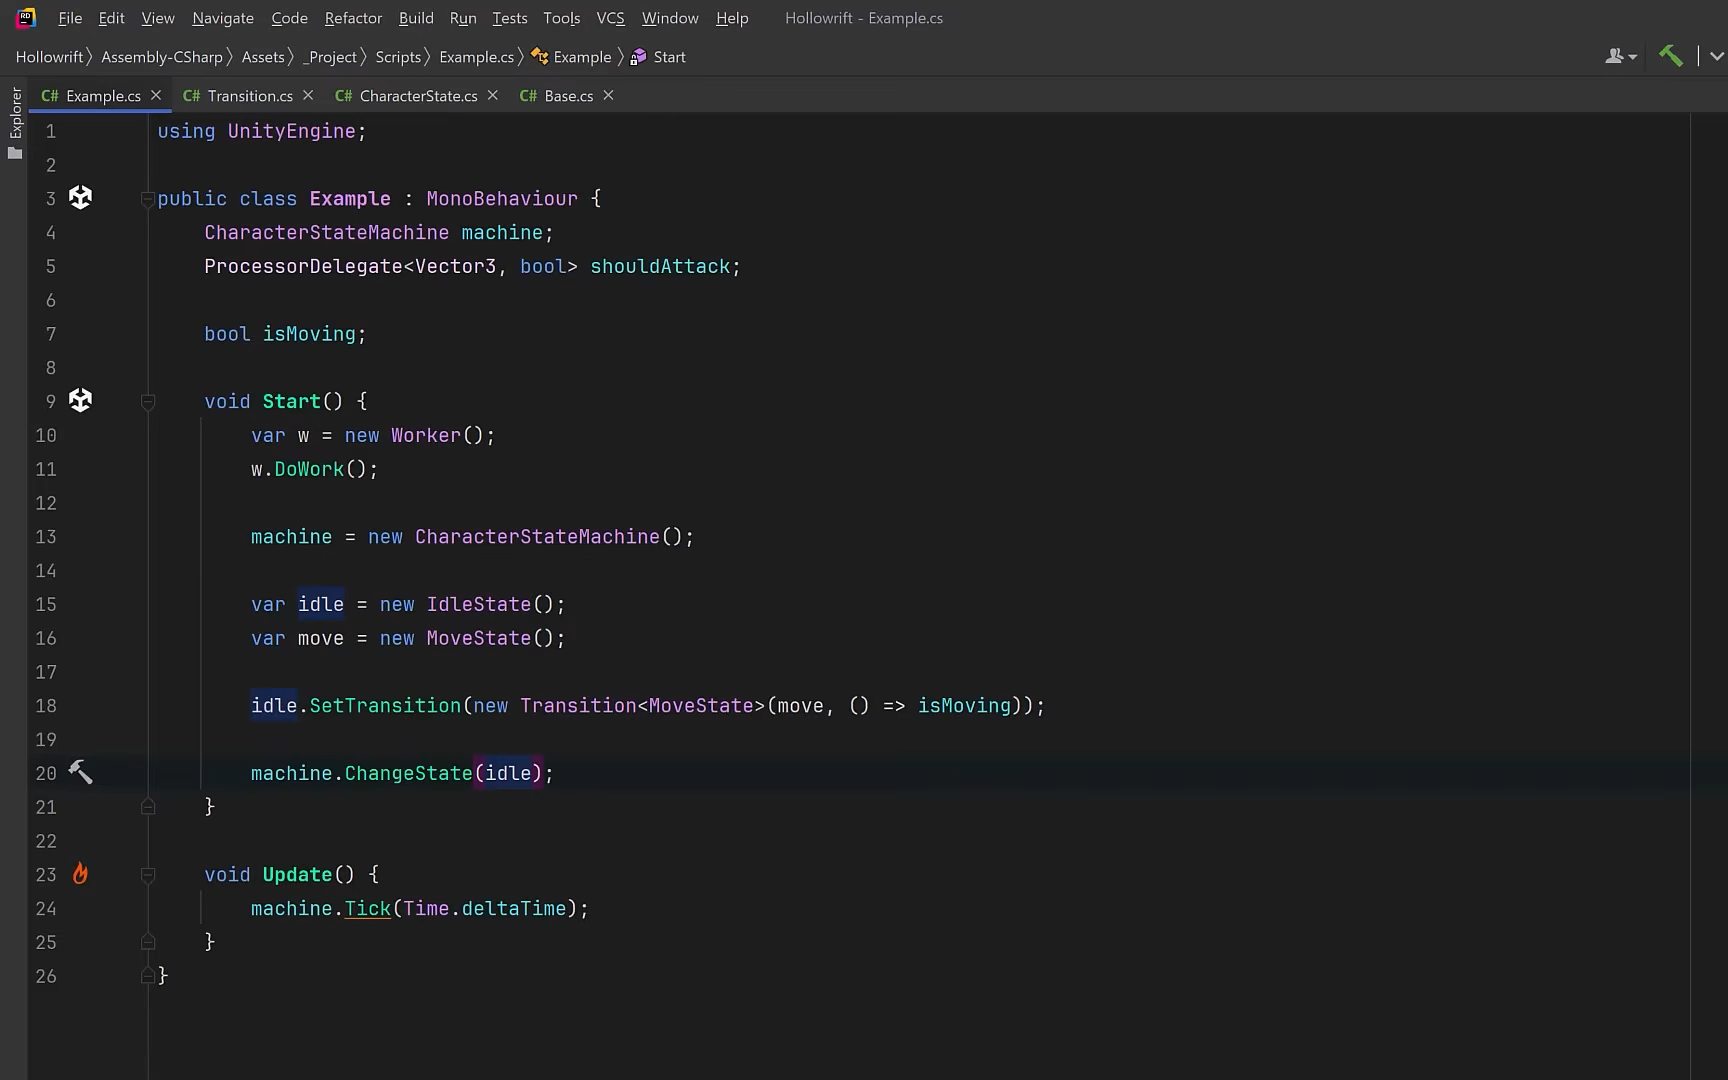 RD File Edit View Navigate Code Refactor Build Run Tests Tools VCS Window Help Hollowrift - Example.cs
Hollowrift Assembly-CSharp Assets _Project Scripts Example.cs Example Start
Explorer
C# Example.cs C# Transition.cs C# CharacterState.cs C# Base.cs
1 using UnityEngine;
2
3 public class Example : MonoBehaviour {
4 CharacterStateMachine machine;
5 ProcessorDelegate<Vector3, bool> shouldAttack;
6
7 bool isMoving;
8
9 void Start() {
10 var w = new Worker();
11 w.DoWork();
12
13 machine = new CharacterStateMachine();
14
15 var idle = new IdleState();
16 var move = new MoveState();
17
18 idle.SetTransition(new Transition<MoveState>(move, () => isMoving));
19
20 machine.ChangeState(idle);
21 }
22
23 void Update() {
24 machine.Tick(Time.deltaTime);
25 }
26 }